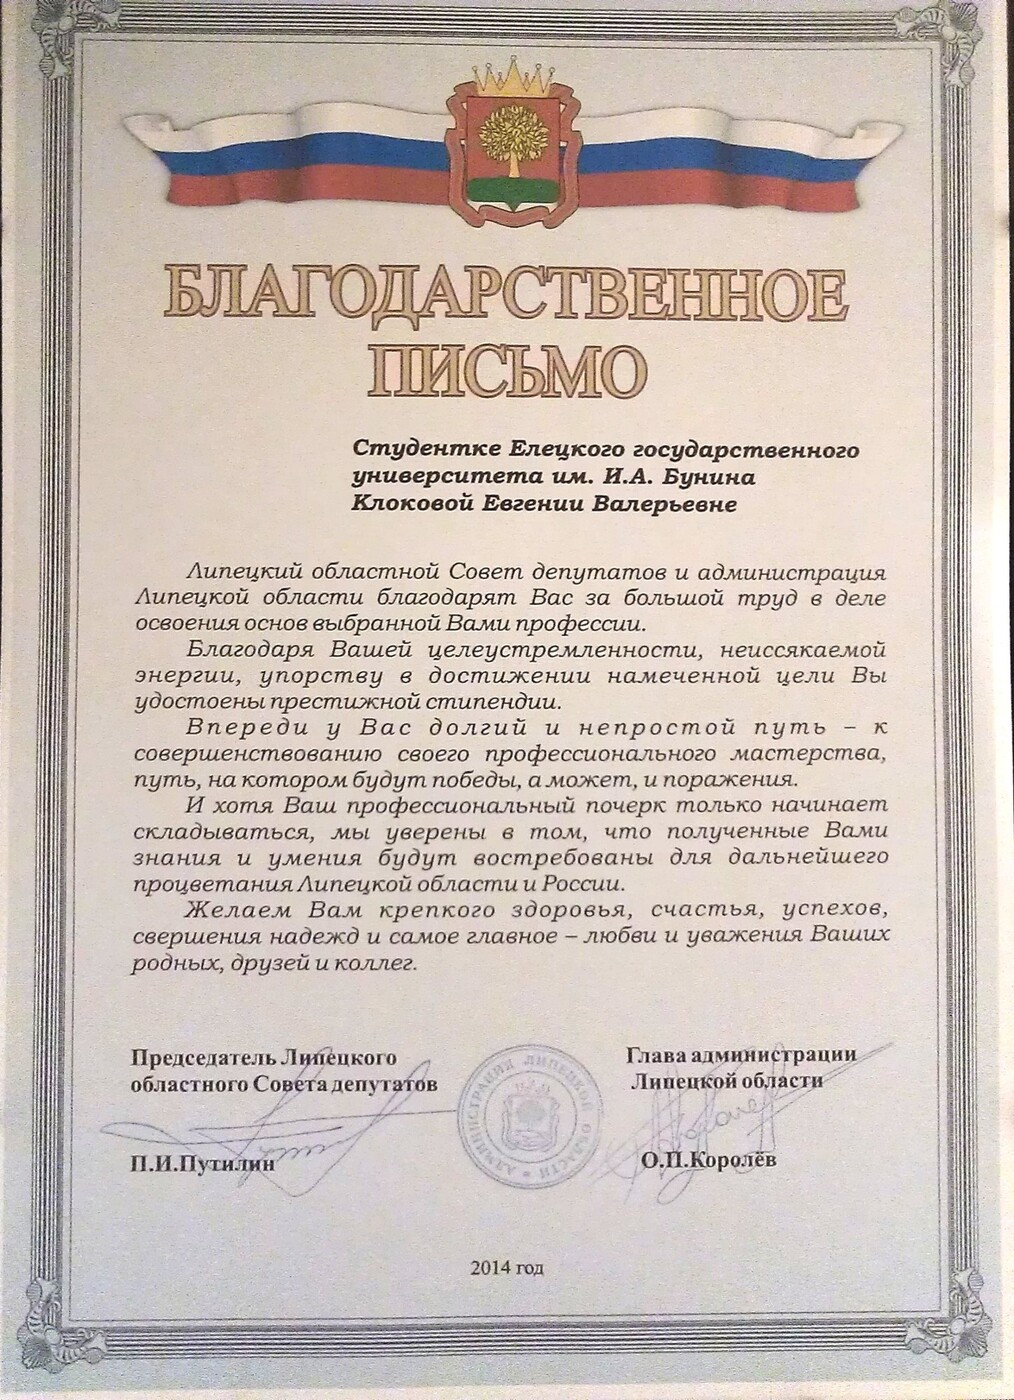 БЛАГОДАРСТВЕННОЕ
ПИСЬМО
Студентке Елецкого государственного
университета им. И.А. Бунина
Клоковой Евгении Валерьевне
Липецкий областной Совет депутатов и администрация
Липецкой области благодарят Вас за большой труд в деле
освоения основ выбранной Вами профессии.
Благодаря Вашей целеустремленности, неиссякаемой
энергии, упорству в достижении намеченной цели Вы
удостоены престижной стипендии.
Впереди у Вас долгий и непростой путь – к
совершенствованию своего профессионального мастерства,
путь, на котором будут победы, а может, и поражения.
И хотя Ваш профессиональный почерк только начинает
складываться, мы уверены в том, что полученные Вами
знания и умения будут востребованы для дальнейшего
процветания Липецкой области и России.
Желаем Вам крепкого здоровья, счастья, успехов,
свершения надежд и самое главное – любви и уважения Ваших
родных, друзей и коллег.
Председатель Липецкого
областного Совета депутатов
П.И.Путилин
АДМИНИСТРАЦИЯ ЛИПЕЦКОЙ ОБЛАСТИ
Глава администрации
Липецкой области
О.П.Королёв
2014 год